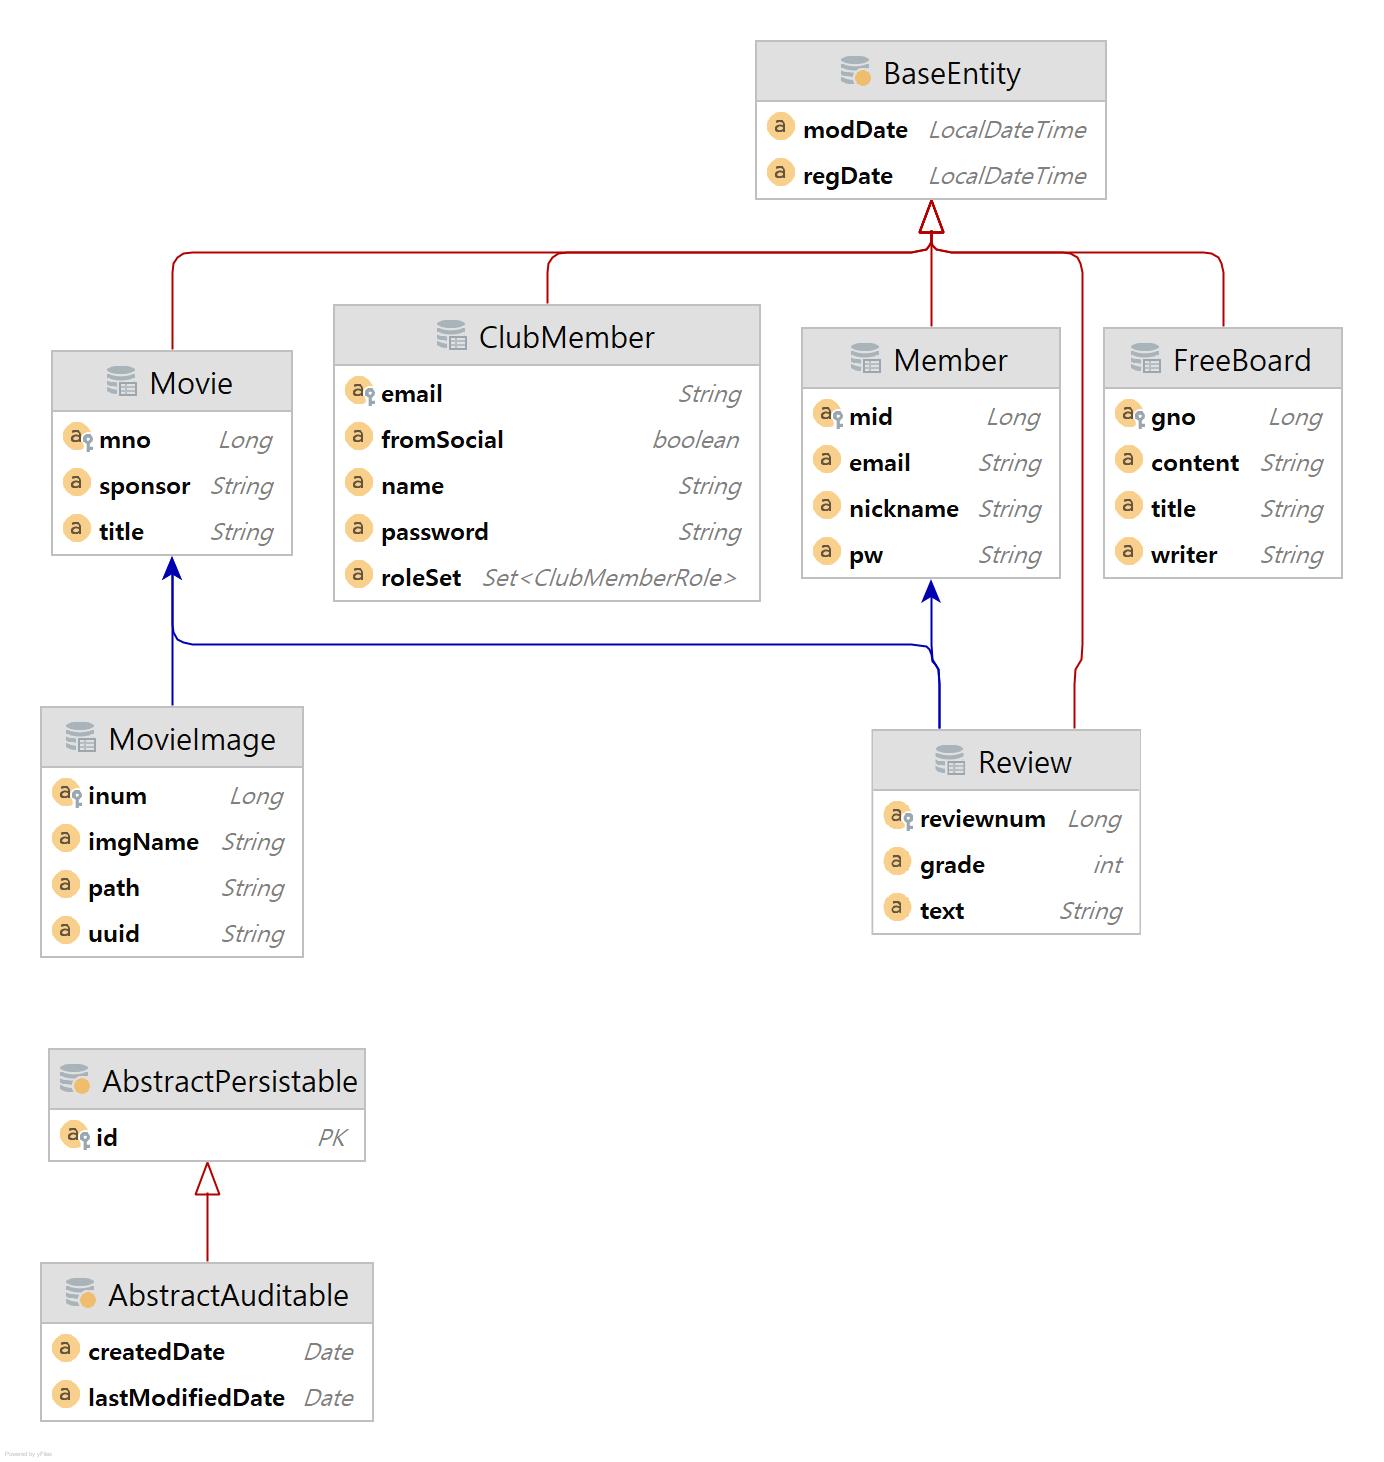 BaseEntity
a modDate LocalDateTime
a regDate LocalDateTime
Movie
a mno Long
a sponsor String
a title String
ClubMember
a email String
a fromSocial boolean
a name String
a password String
a roleSet Set<ClubMemberRole>
Member
a mid Long
a email String
a nickname String
a pw String
FreeBoard
a gno Long
a content String
a title String
a writer String
MovieImage
a inum Long
a imgName String
a path String
a uuid String
Review
a reviewnum Long
a grade int
a text String
AbstractPersistable
a id PK
AbstractAuditable
a createdDate Date
a lastModifiedDate Date
Powered by yFiles